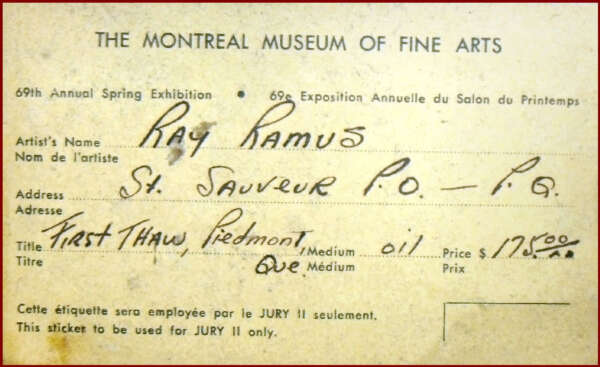 THE MONTREAL MUSEUM OF FINE ARTS
69th Annual Spring Exhibition • 69e Exposition Annuelle du Salon du Printemps
Artist's Name RAY RAMUS
Nom de l'artiste
Address ST. SAUVEUR P.O. — P.Q.
Adresse
Title FIRST THAW, Piedmont, Medium oil Price $ 175.00
Titre Que. Médium Prix
Cette étiquette sera employée par le JURY II seulement.
This sticker to be used for JURY II only.